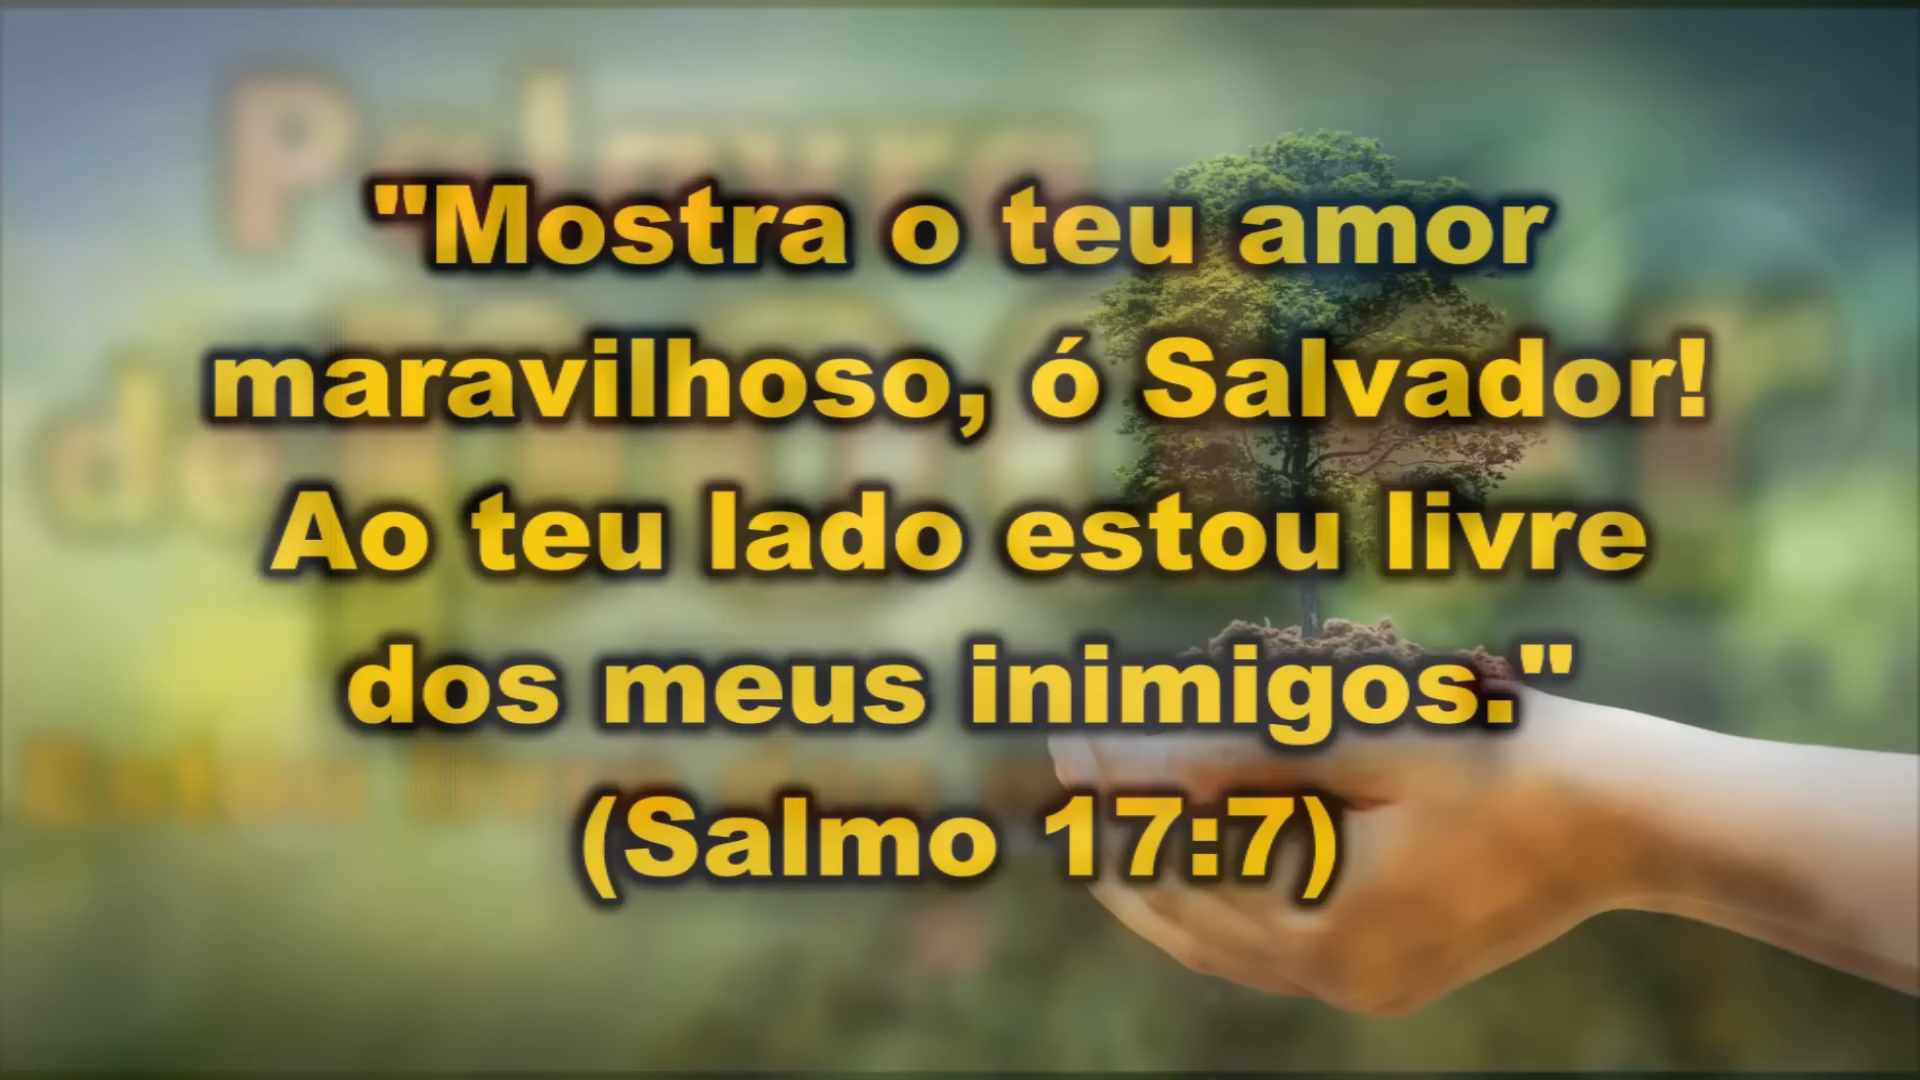 "Mostra o teu amor
maravilhoso, ó Salvador!
Ao teu lado estou livre
dos meus inimigos."
(Salmo 17:7)